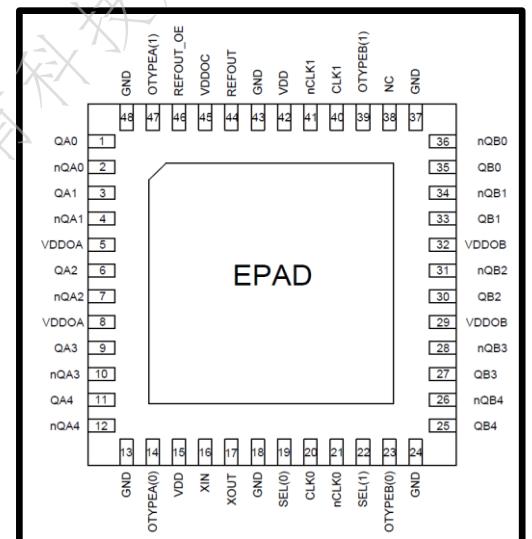 GND OTYPEA(1) REFOUT_OE VDDOC REFOUT GND VDD nCLK1 CLK1 OTYPEB(1) NC GND
48 47 46 45 44 43 42 41 40 39 38 37
QA0 1 36 nQB0
nQA0 2 35 QB0
QA1 3 34 nQB1
nQA1 4 33 QB1
VDDOA 5 32 VDDOB
QA2 6 31 nQB2
nQA2 7 30 QB2
VDDOA 8 29 VDDOB
QA3 9 28 nQB3
nQA3 10 27 QB3
QA4 11 26 nQB4
nQA4 12 25 QB4
EPAD
13 14 15 16 17 18 19 20 21 22 23 24
GND OTYPEA(0) VDD XIN XOUT GND SEL(0) CLK0 nCLK0 SEL(1) OTYPEB(0) GND